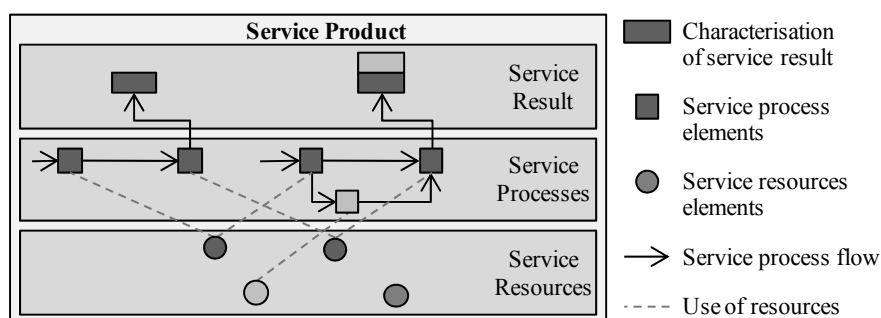 Service Product
Service
Result
Service
Processes
Service
Resources
Characterisation
of service result
Service process
elements
Service resources
elements
Service process flow
Use of resources